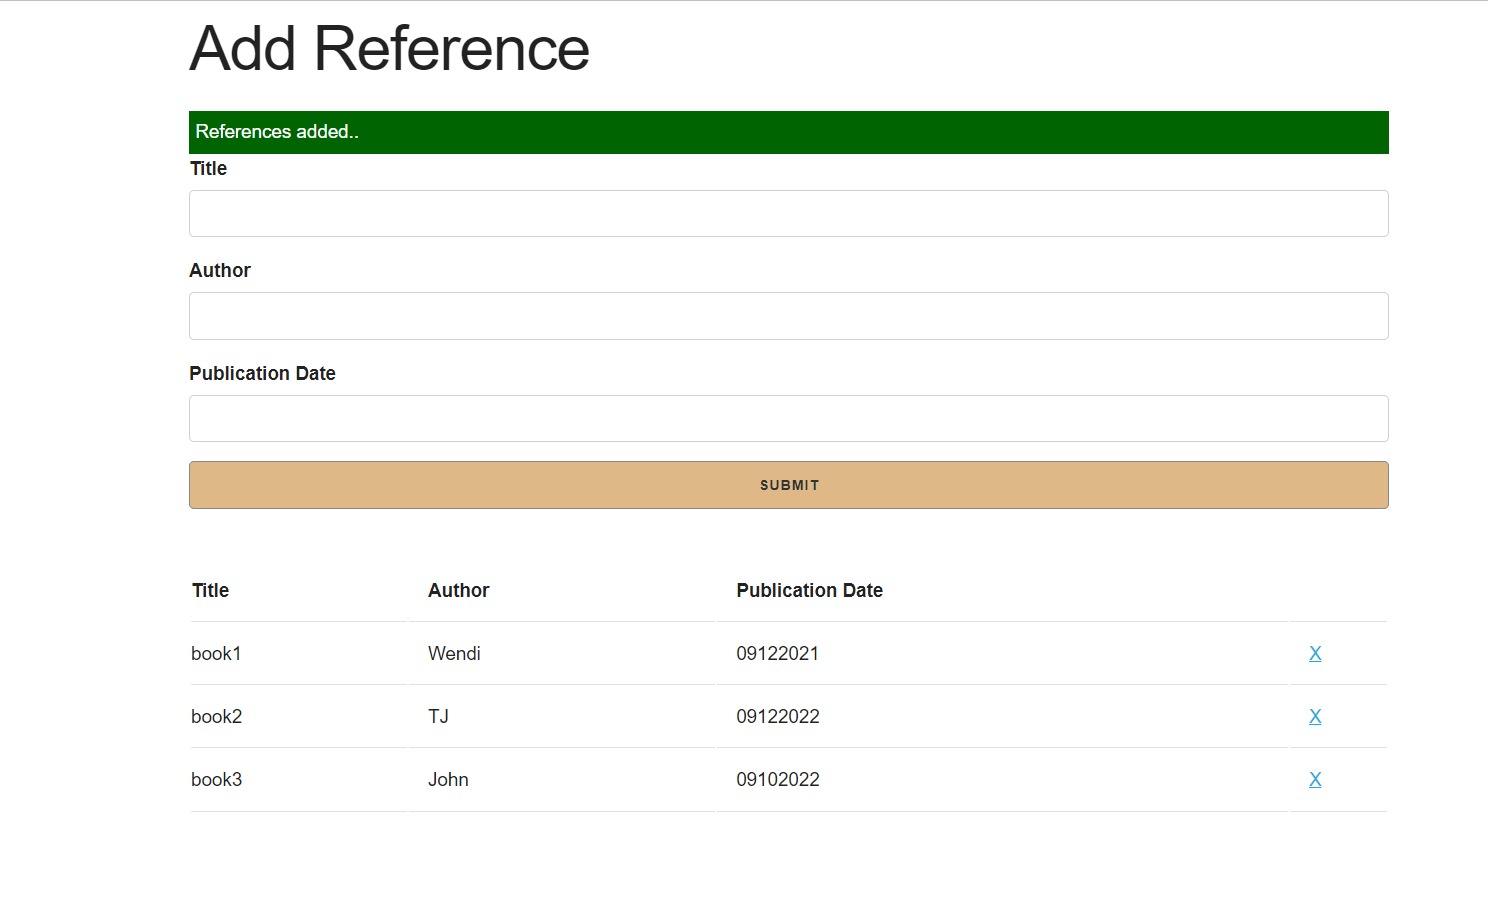 Add Reference
References added..
Title
Author
Publication Date
SUBMIT
Title Author Publication Date
book1 Wendi 09122021 X
book2 TJ 09122022 X
book3 John 09102022 X